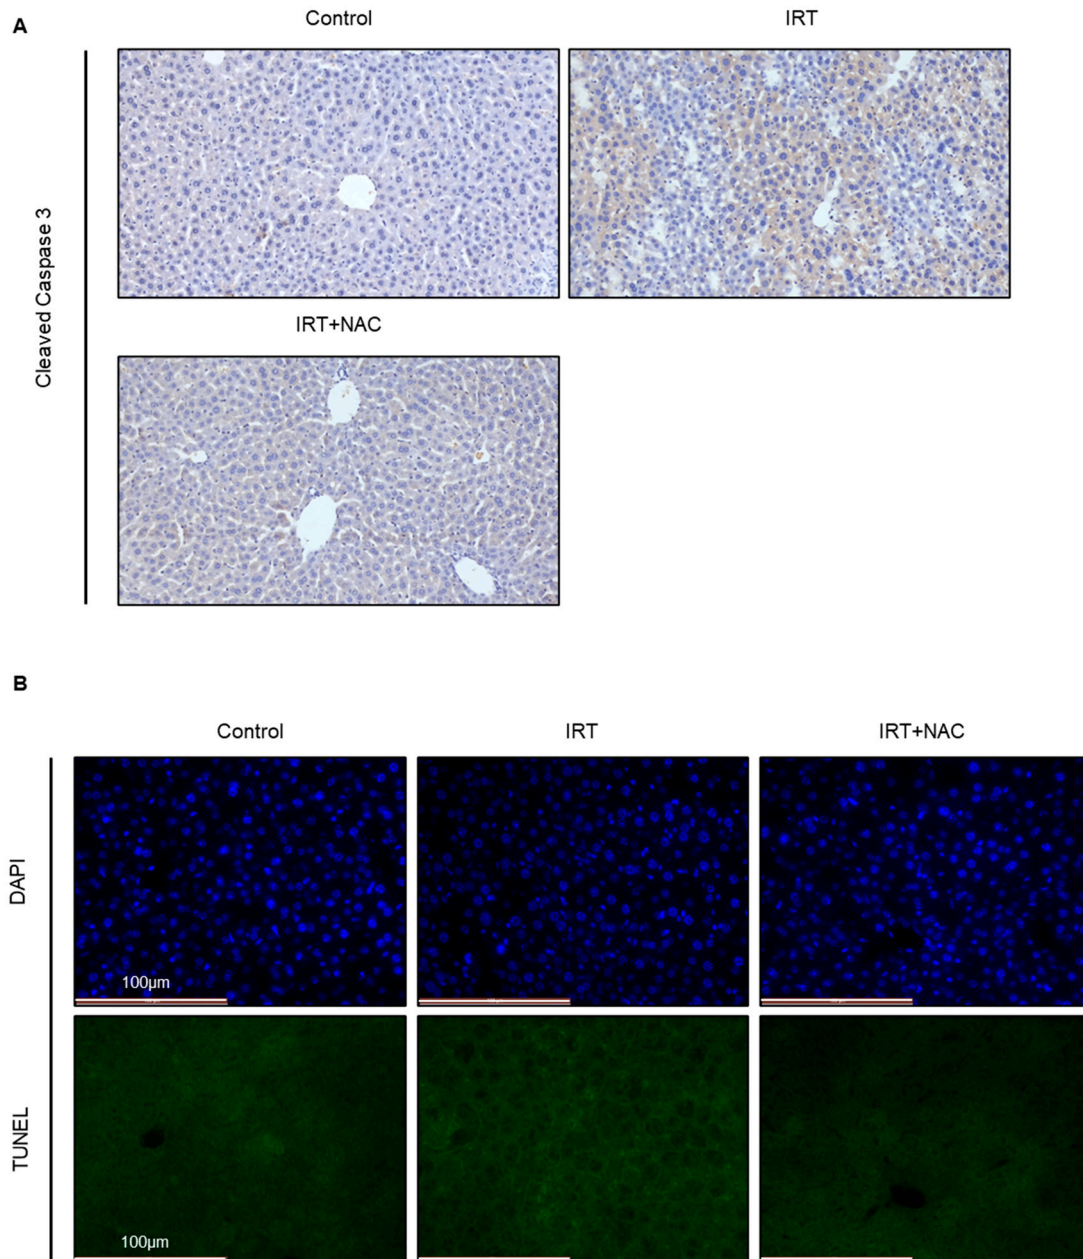 A
Control
IRT
Cleaved Caspase 3
IRT+NAC
B
Control
IRT
IRT+NAC
DAPI
100µm
TUNEL
100µm